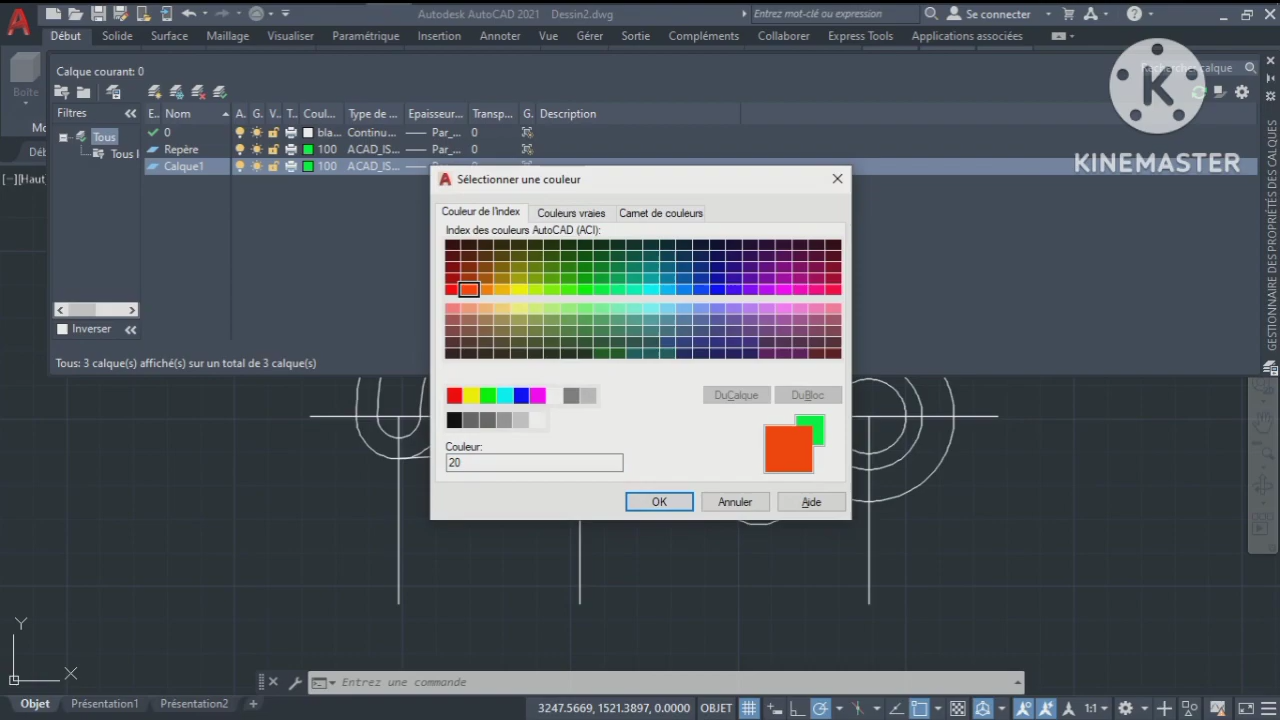 Autodesk AutoCAD 2021 Dessin2.dwg
Entrez mot-clé ou expression
Se connecter
Début Solide Surface Maillage Visualiser Paramétrique Insertion Annoter Vue Gérer Sortie Compléments Collaborer Express Tools Applications associées
Boîte
Calque courant: 0
Rechercher calque
Filtres
Tous
E.. Nom A. G. V.. T.. Coul... Type de ... Epaisseur... Transp... G. Description
0 bla... Continu... Par_... 0
Repère 100 ACAD_IS... Par_... 0
Calque1 100 ACAD_IS... 0
K
KINEMASTER
Inverser
Tous: 3 calque(s) affiché(s) sur un total de 3 calque(s)
GESTIONNAIRE DES PROPRIÉTÉS DES CALQUES
[−][Haut]
Sélectionner une couleur
Couleur de l'index Couleurs vraies Carnet de couleurs
Index des couleurs AutoCAD (ACI):
DuCalque DuBloc
Couleur:
20
OK Annuler Aide
Y
X
Entrez une commande
Objet Présentation1 Présentation2 +
3247.5669, 1521.3897, 0.0000 OBJET
1:1